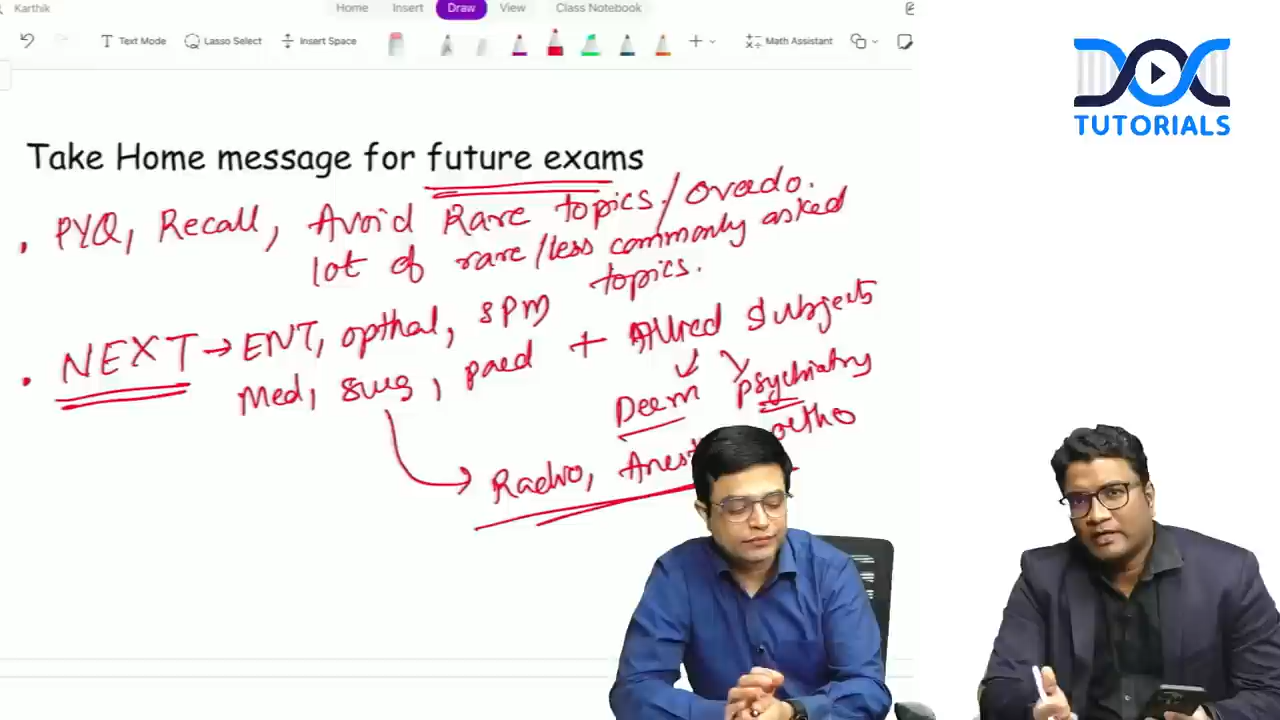 Karthik
Home Insert Draw View Class Notebook
Text Mode Lasso Select Insert Space Math Assistant
DOC
TUTORIALS
Take Home message for future exams
. PYQ, Recall, Avoid Rare topics./overdo.
lot of rare/less commonly asked
topics.
. NEXT → ENT, opthal, SPM
Med, surg, paed + Allied Subjects
Derm psychiatry
Radio, Anest ortho